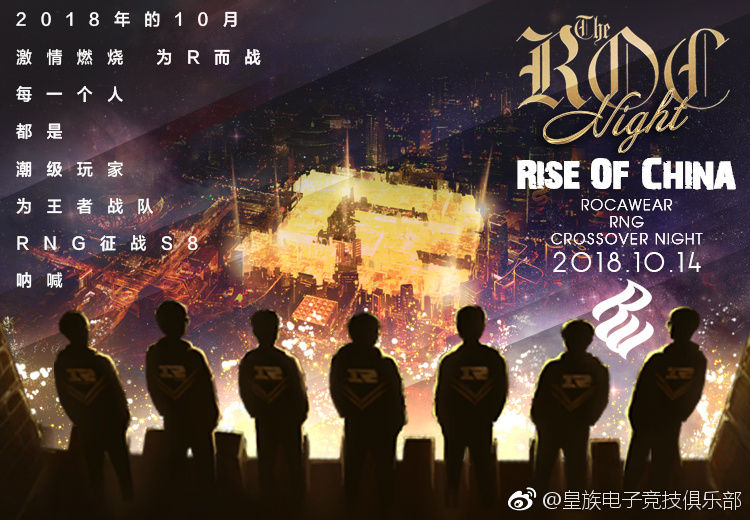 2018年的10月
激情燃烧 为R而战
每一个人
都是
潮级玩家
为王者战队
RNG征战S8
呐喊
The
ROC
Night
RISE OF CHINA
ROCAWEAR
RNG
CROSSOVER NIGHT
2018.10.14
@皇族电子竞技俱乐部